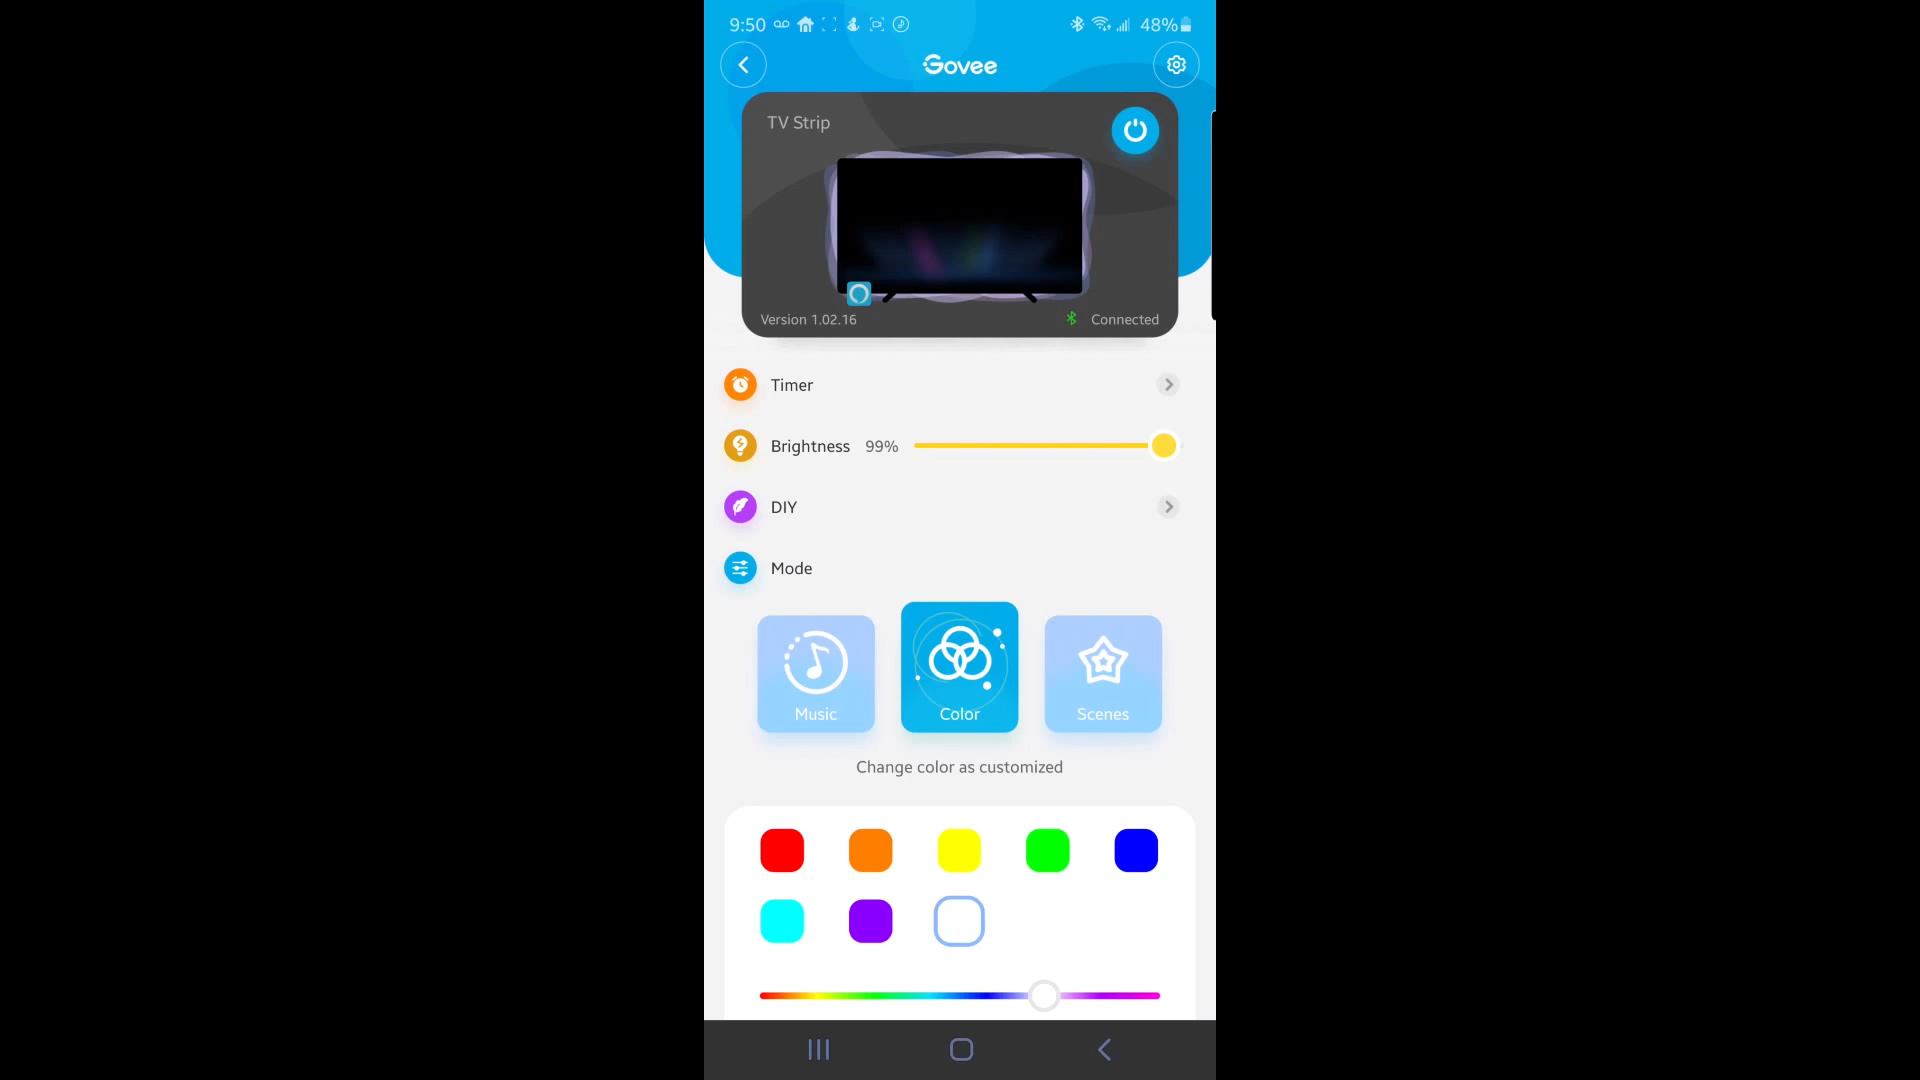 9:50
48%
Govee
TV Strip
Version 1.02.16
Connected
Timer
Brightness 99%
DIY
Mode
Music
Color
Scenes
Change color as customized